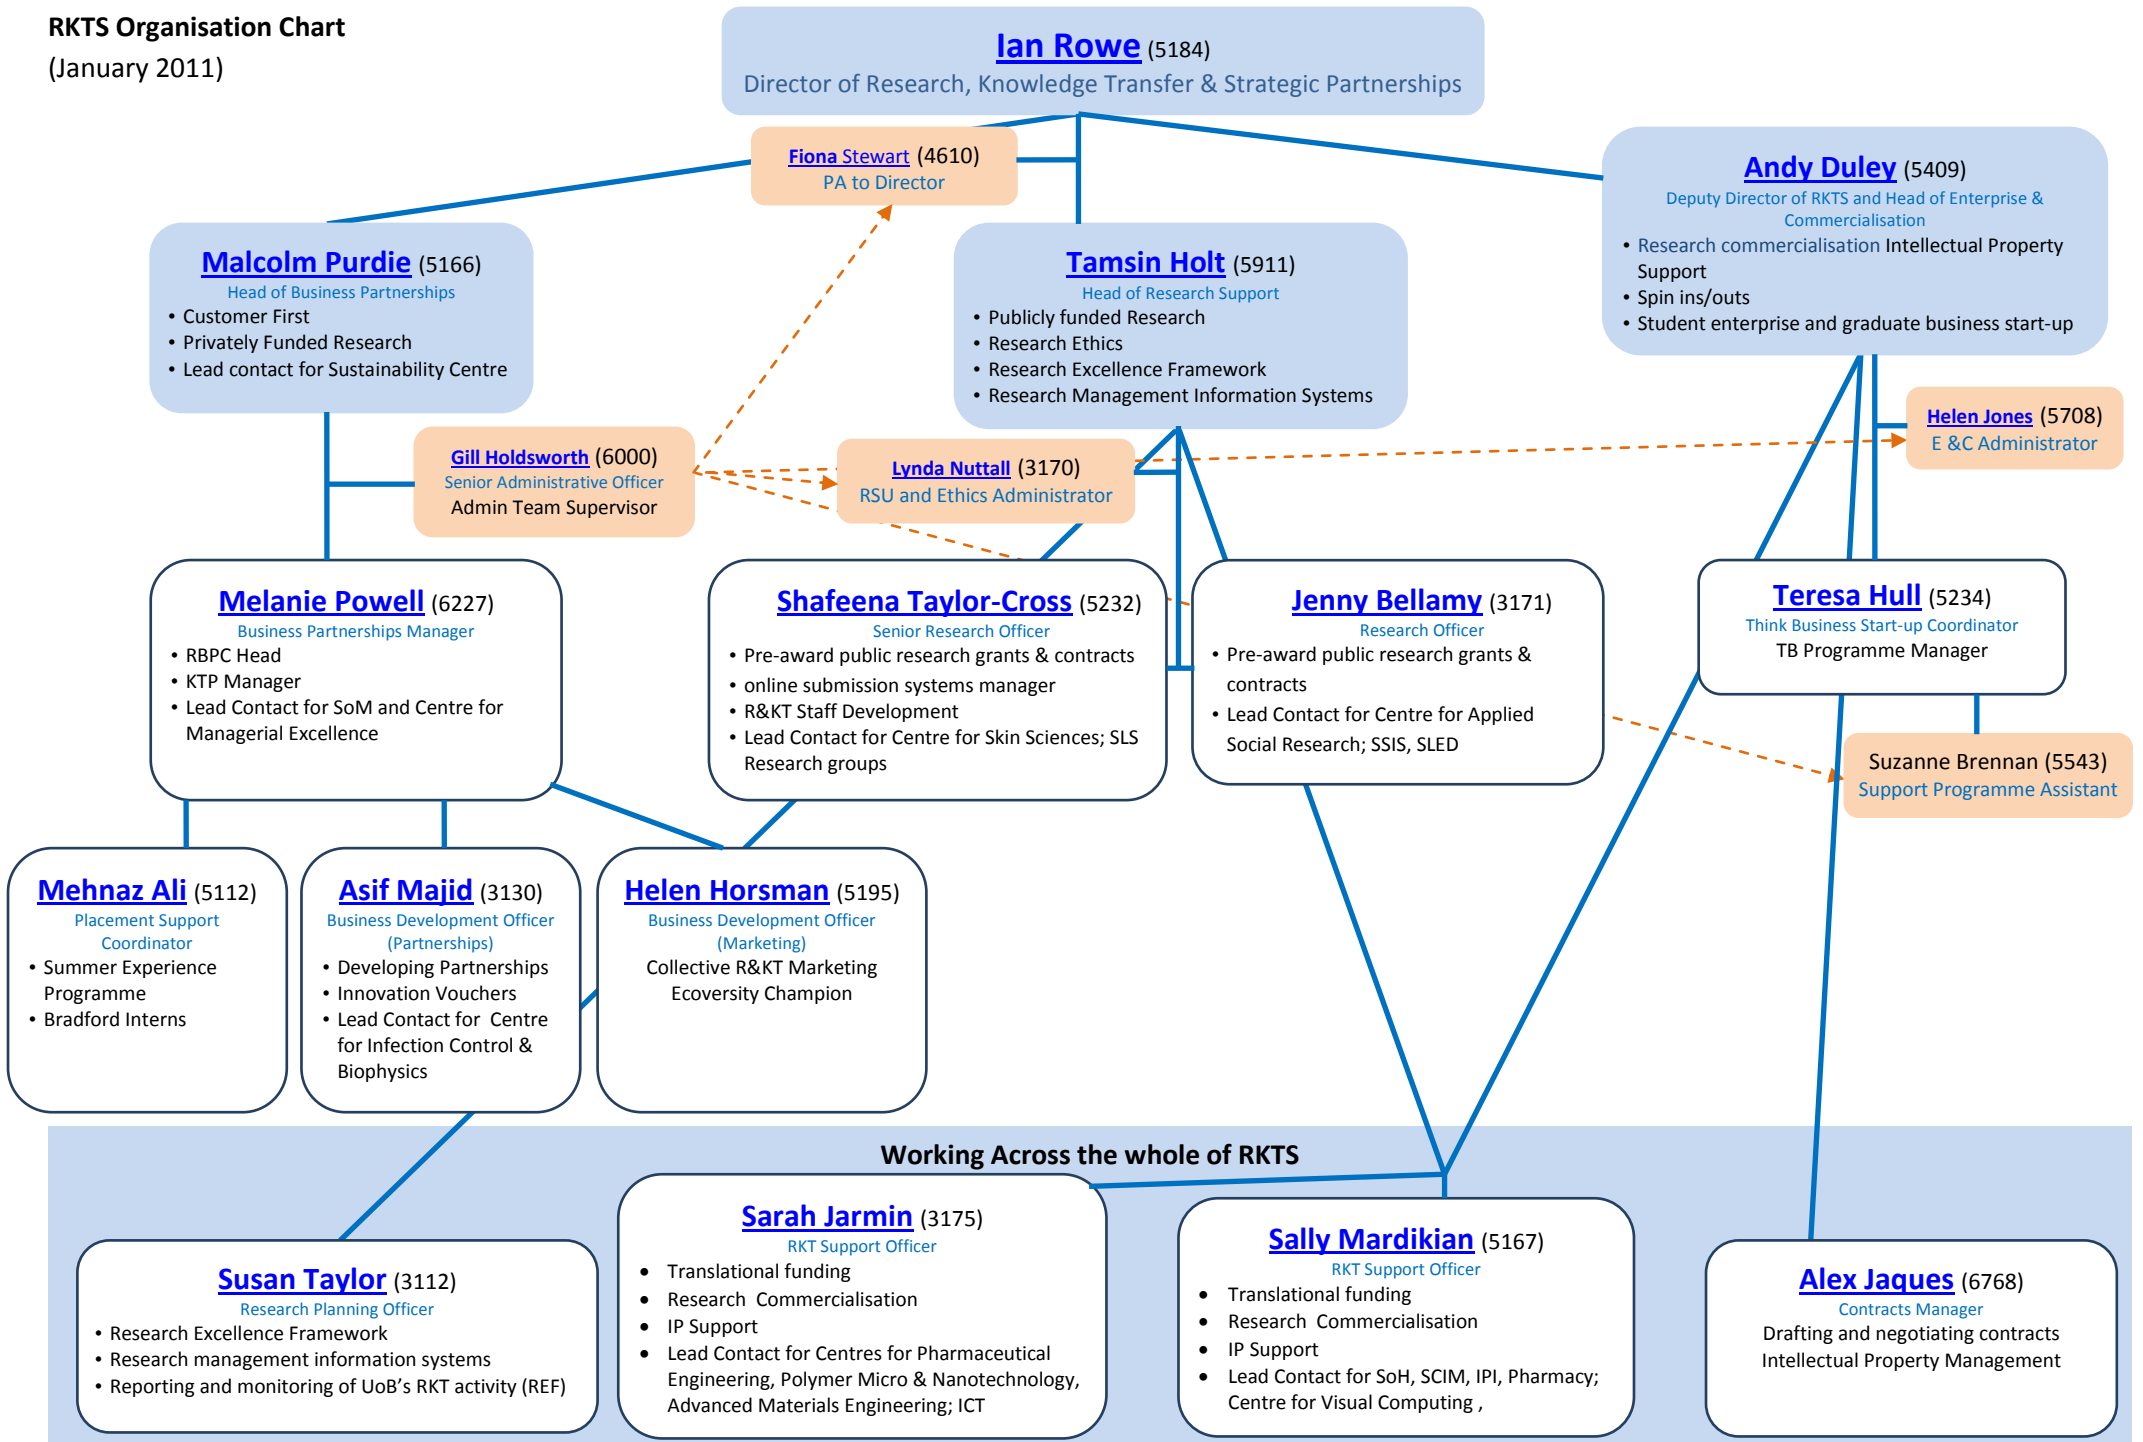 RKTS Organisation Chart
(January 2011)
Ian Rowe (5184)
Director of Research, Knowledge Transfer & Strategic Partnerships
Fiona Stewart (4610)
PA to Director
Andy Duley (5409)
Deputy Director of RKTS and Head of Enterprise &
Commercialisation
• Research commercialisation Intellectual Property
Support
• Spin ins/outs
• Student enterprise and graduate business start-up
Malcolm Purdie (5166)
Head of Business Partnerships
• Customer First
• Privately Funded Research
• Lead contact for Sustainability Centre
Tamsin Holt (5911)
Head of Research Support
• Publicly funded Research
• Research Ethics
• Research Excellence Framework
• Research Management Information Systems
Gill Holdsworth (6000)
Senior Administrative Officer
Admin Team Supervisor
Lynda Nuttall (3170)
RSU and Ethics Administrator
Helen Jones (5708)
E &C Administrator
Melanie Powell (6227)
Business Partnerships Manager
• RBPC Head
• KTP Manager
• Lead Contact for SoM and Centre for
Managerial Excellence
Shafeena Taylor-Cross (5232)
Senior Research Officer
• Pre-award public research grants & contracts
• online submission systems manager
• R&KT Staff Development
• Lead Contact for Centre for Skin Sciences; SLS
Research groups
Jenny Bellamy (3171)
Research Officer
• Pre-award public research grants &
contracts
• Lead Contact for Centre for Applied
Social Research; SSIS, SLED
Teresa Hull (5234)
Think Business Start-up Coordinator
TB Programme Manager
Suzanne Brennan (5543)
Support Programme Assistant
Mehnaz Ali (5112)
Placement Support
Coordinator
• Summer Experience
Programme
• Bradford Interns
Asif Majid (3130)
Business Development Officer
(Partnerships)
• Developing Partnerships
• Innovation Vouchers
• Lead Contact for Centre
for Infection Control &
Biophysics
Helen Horsman (5195)
Business Development Officer
(Marketing)
Collective R&KT Marketing
Ecoversity Champion
Working Across the whole of RKTS
Susan Taylor (3112)
Research Planning Officer
• Research Excellence Framework
• Research management information systems
• Reporting and monitoring of UoB's RKT activity (REF)
Sarah Jarmin (3175)
RKT Support Officer
• Translational funding
• Research Commercialisation
• IP Support
• Lead Contact for Centres for Pharmaceutical
Engineering, Polymer Micro & Nanotechnology,
Advanced Materials Engineering; ICT
Sally Mardikian (5167)
RKT Support Officer
• Translational funding
• Research Commercialisation
• IP Support
• Lead Contact for SoH, SCIM, IPI, Pharmacy;
Centre for Visual Computing ,
Alex Jaques (6768)
Contracts Manager
Drafting and negotiating contracts
Intellectual Property Management